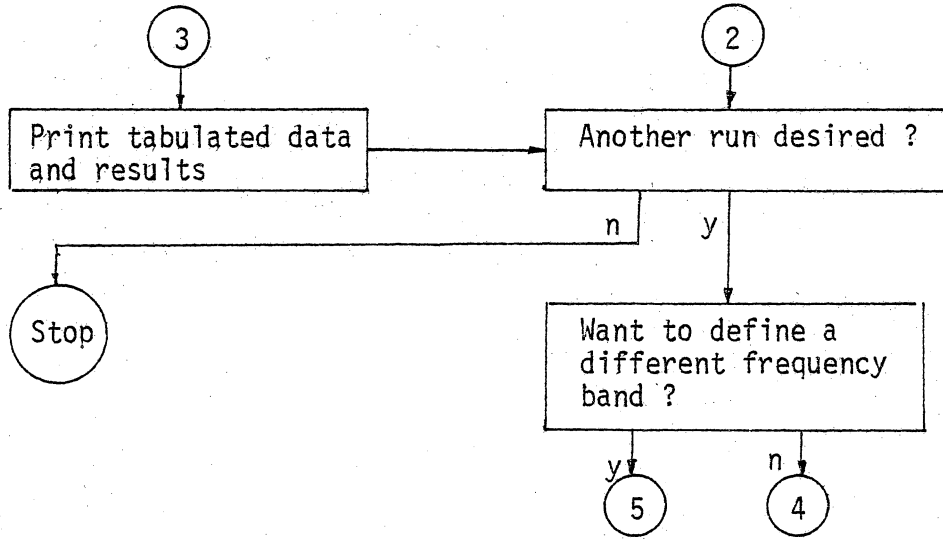 3
2
Print tabulated data
and results
Another run desired ?
n
y
Stop
Want to define a
different frequency
band ?
y
n
5
4